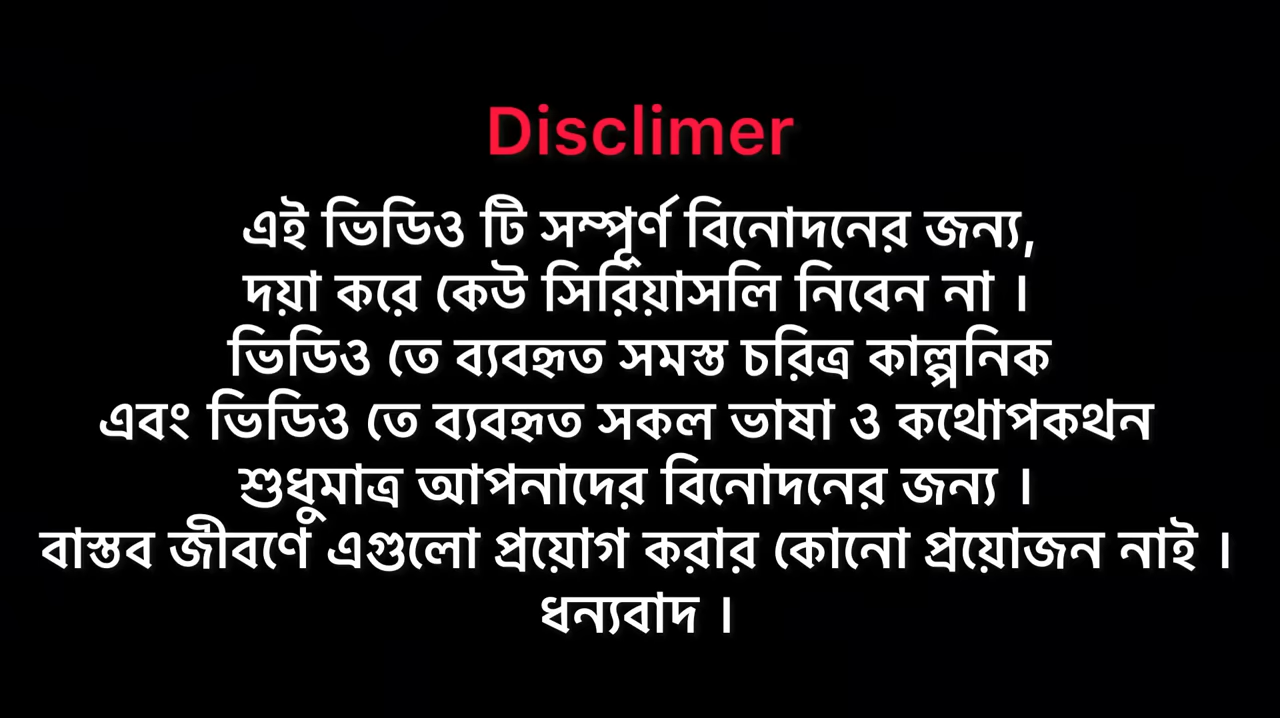 Disclimer
এই ভিডিও টি সম্পূর্ণ বিনোদনের জন্য,
দয়া করে কেউ সিরিয়াসলি নিবেন না ।
ভিডিও তে ব্যবহৃত সমস্ত চরিত্র কাল্পনিক
এবং ভিডিও তে ব্যবহৃত সকল ভাষা ও কথোপকথন
শুধুমাত্র আপনাদের বিনোদনের জন্য ।
বাস্তব জীবণে এগুলো প্রয়োগ করার কোনো প্রয়োজন নাই ।
ধন্যবাদ ।